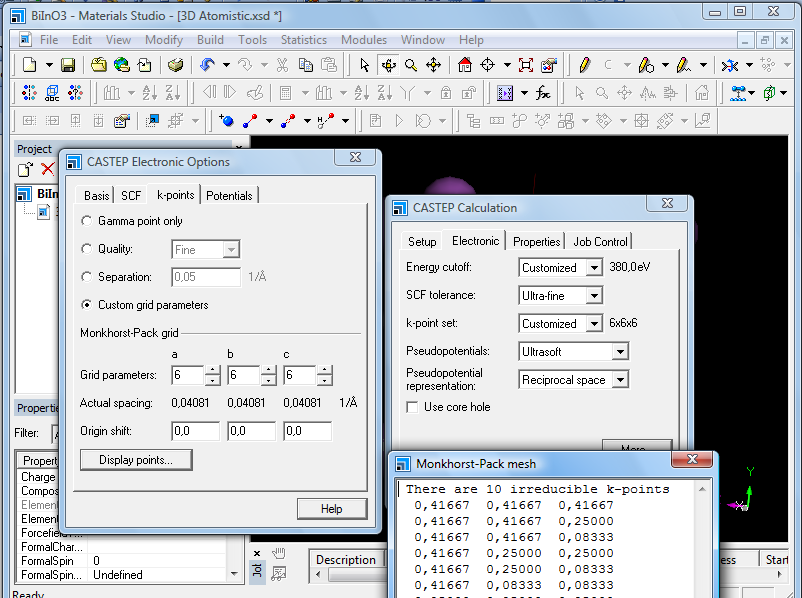 BiInO3 - Materials Studio - [3D Atomistic.xsd *]
File Edit View Modify Build Tools Statistics Modules Window Help
Project
BiIn
CASTEP Electronic Options
Basis SCF k-points Potentials
Gamma point only
Quality: Fine
Separation: 0,05 1/Å
Custom grid parameters
Monkhorst-Pack grid
a b c
Grid parameters: 6 6 6
Actual spacing: 0,04081 0,04081 0,04081 1/Å
Origin shift: 0,0 0,0 0,0
Display points...
Help
CASTEP Calculation
Setup Electronic Properties Job Control
Energy cutoff: Customized 380,0eV
SCF tolerance: Ultra-fine
k-point set: Customized 6x6x6
Pseudopotentials: Ultrasoft
Pseudopotential
representation: Reciprocal space
Use core hole
More...
Monkhorst-Pack mesh
There are 10 irreducible k-points
0,41667 0,41667 0,41667
0,41667 0,41667 0,25000
0,41667 0,41667 0,08333
0,41667 0,25000 0,25000
0,41667 0,25000 0,08333
0,41667 0,08333 0,08333
Y
Propertie
Filter:
Propert
Charge
Compos
Element
Element
Forcefiel
FormalChar...
FormalSpin 0
FormalSpin... Undefined
Job
Description
ess Start
Ready